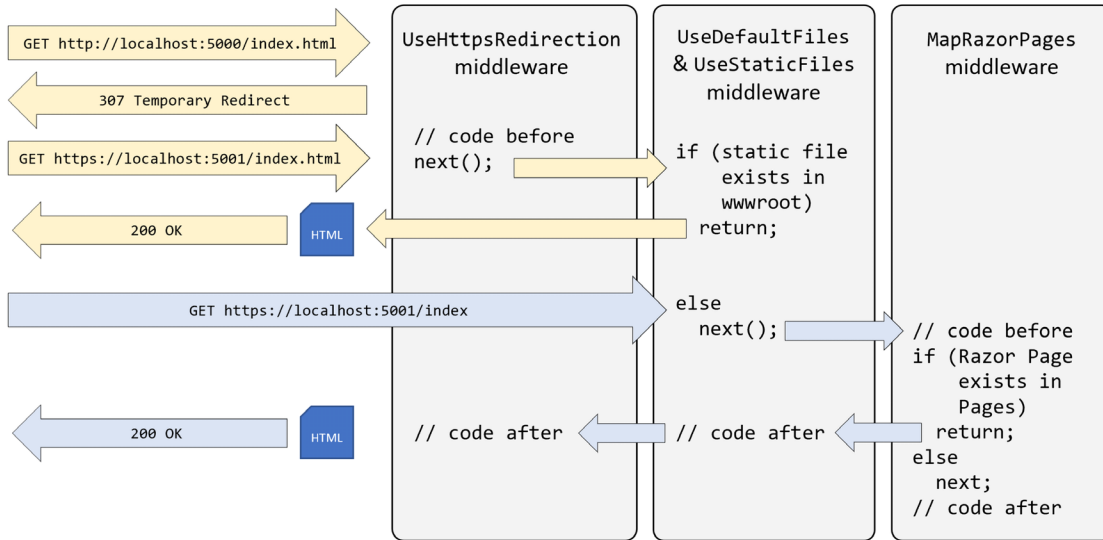 GET http://localhost:5000/index.html
307 Temporary Redirect
GET https://localhost:5001/index.html
200 OK
HTML
GET https://localhost:5001/index
200 OK
HTML
UseHttpsRedirection
middleware
// code before
next();
// code after
UseDefaultFiles
& UseStaticFiles
middleware
if (static file
exists in
wwwroot)
return;
else
next();
// code after
MapRazorPages
middleware
// code before
if (Razor Page
exists in
Pages)
return;
else
next;
// code after